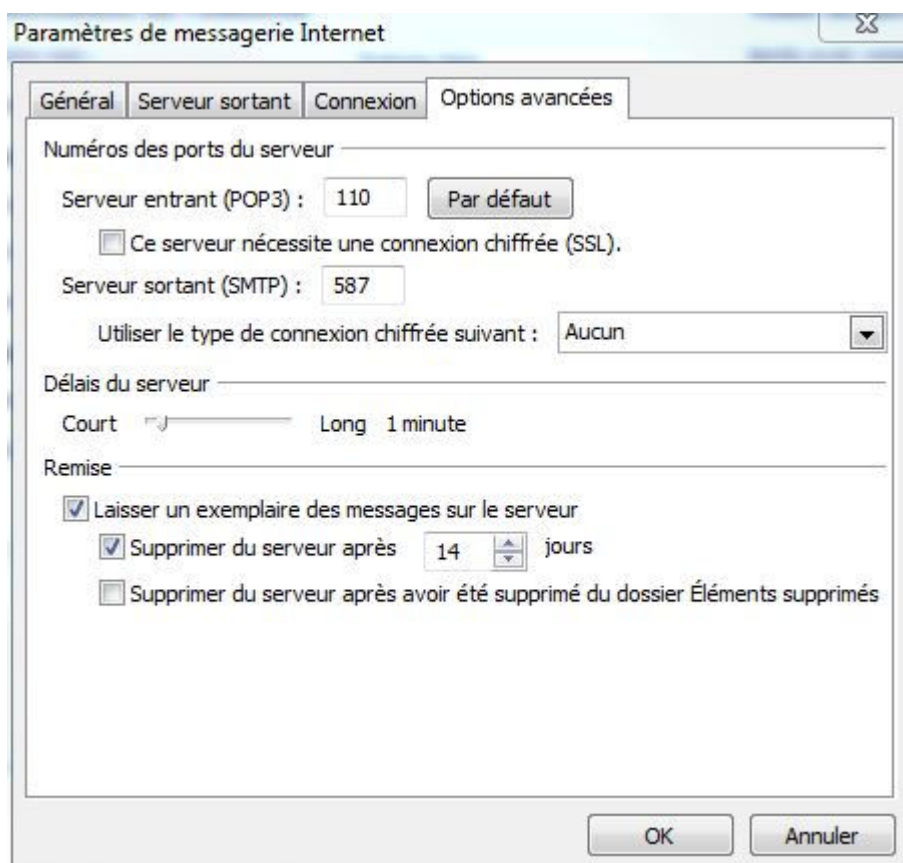 Paramètres de messagerie Internet
Général Serveur sortant Connexion Options avancées
Numéros des ports du serveur
Serveur entrant (POP3) : 110 Par défaut
Ce serveur nécessite une connexion chiffrée (SSL).
Serveur sortant (SMTP) : 587
Utiliser le type de connexion chiffrée suivant : Aucun
Délais du serveur
Court Long 1 minute
Remise
Laisser un exemplaire des messages sur le serveur
Supprimer du serveur après 14 jours
Supprimer du serveur après avoir été supprimé du dossier Éléments supprimés
OK Annuler